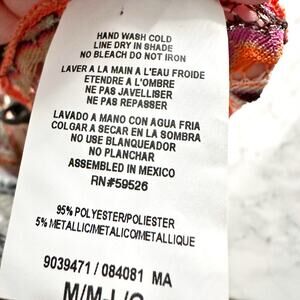 HAND WASH COLD
LINE DRY IN SHADE
NO BLEACH DO NOT IRON
LAVER A LA MAIN A L'EAU FROIDE
ETENDRE A L'OMBRE
NE PAS JAVELLISER
NE PAS REPASSER
LAVADO A MANO CON AGUA FRIA
COLGAR A SECAR EN LA SOMBRA
NO USE BLANQUEADOR
NO PLANCHAR
ASSEMBLED IN MEXICO
RN#59526
95% POLYESTER/POLIESTER
5% METALLIC/METALICO/METALLIQUE
9039471 / 084081 MA